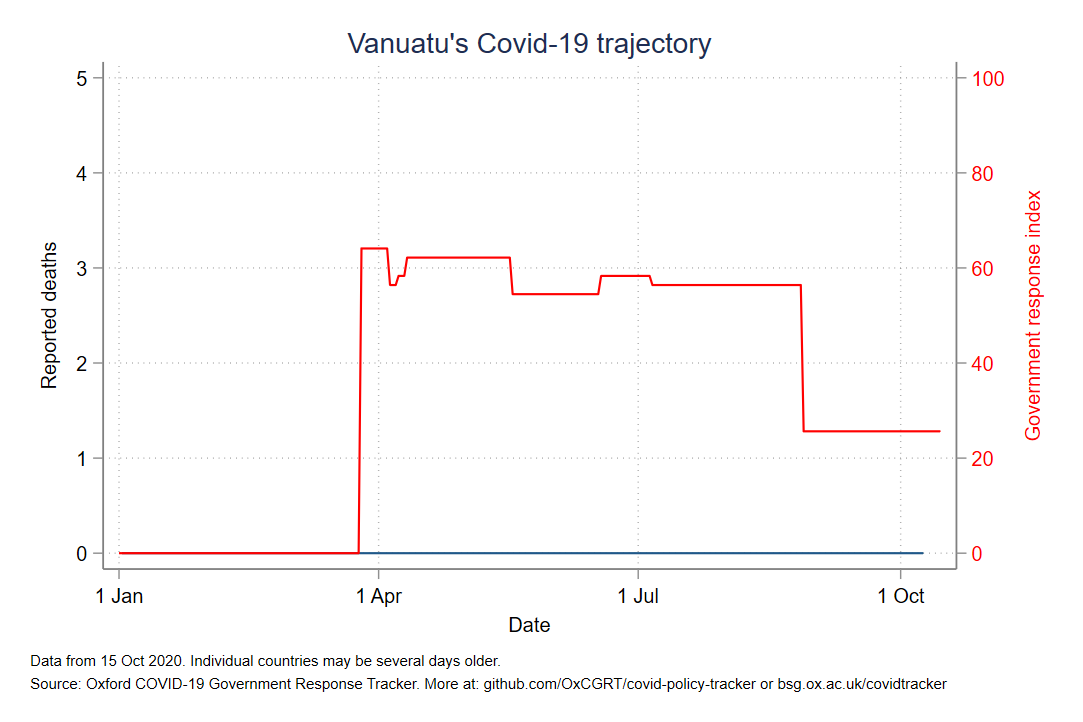 Vanuatu's Covid-19 trajectory
5
4
3
2
1
0
Reported deaths
100
80
60
40
20
0
Government response index
1 Jan
1 Apr
1 Jul
1 Oct
Date
Data from 15 Oct 2020. Individual countries may be several days older.
Source: Oxford COVID-19 Government Response Tracker. More at: github.com/OxCGRT/covid-policy-tracker or bsg.ox.ac.uk/covidtracker